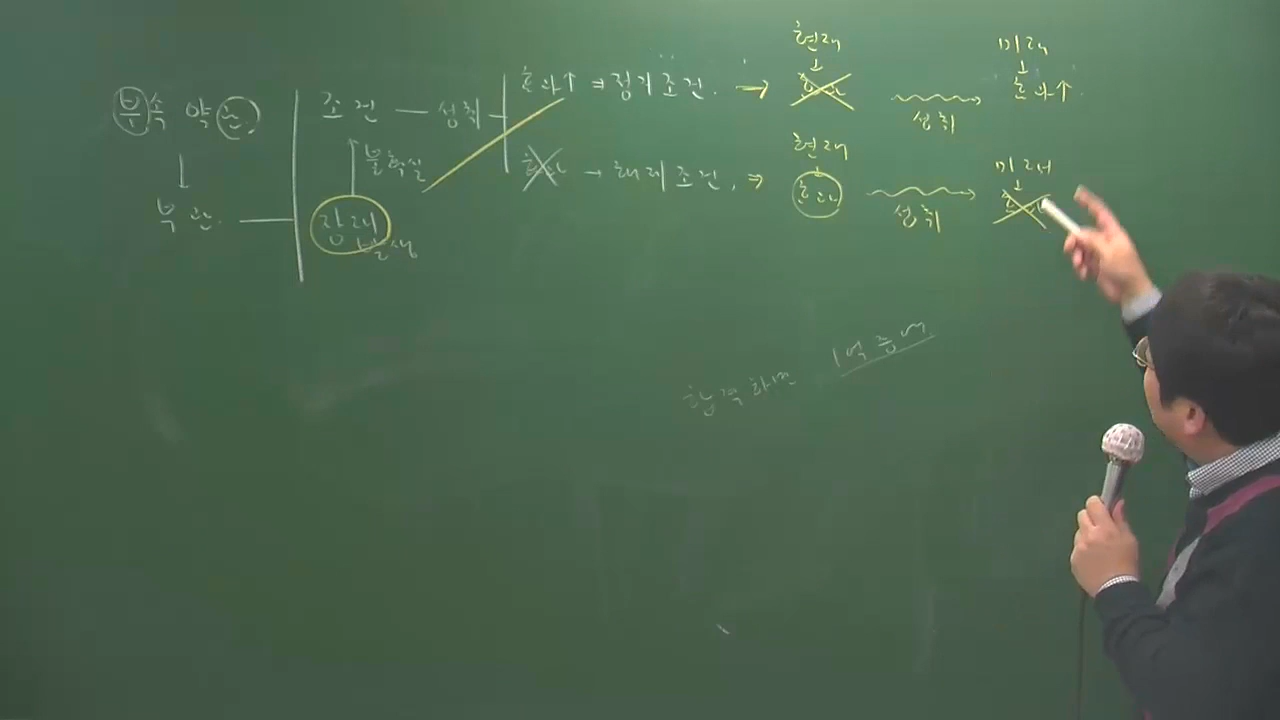 부속 약관
↓
부관.
조건 — 성취
불확실
장래
발생
효과↑ ⇒ 정지조건. →
효과 → 해제조건. ⇒
현재
↓
효과
성취
미래
↓
효과↑.
현재
↓
효과
성취
미래
↓
효과
합격하면 1억 증여